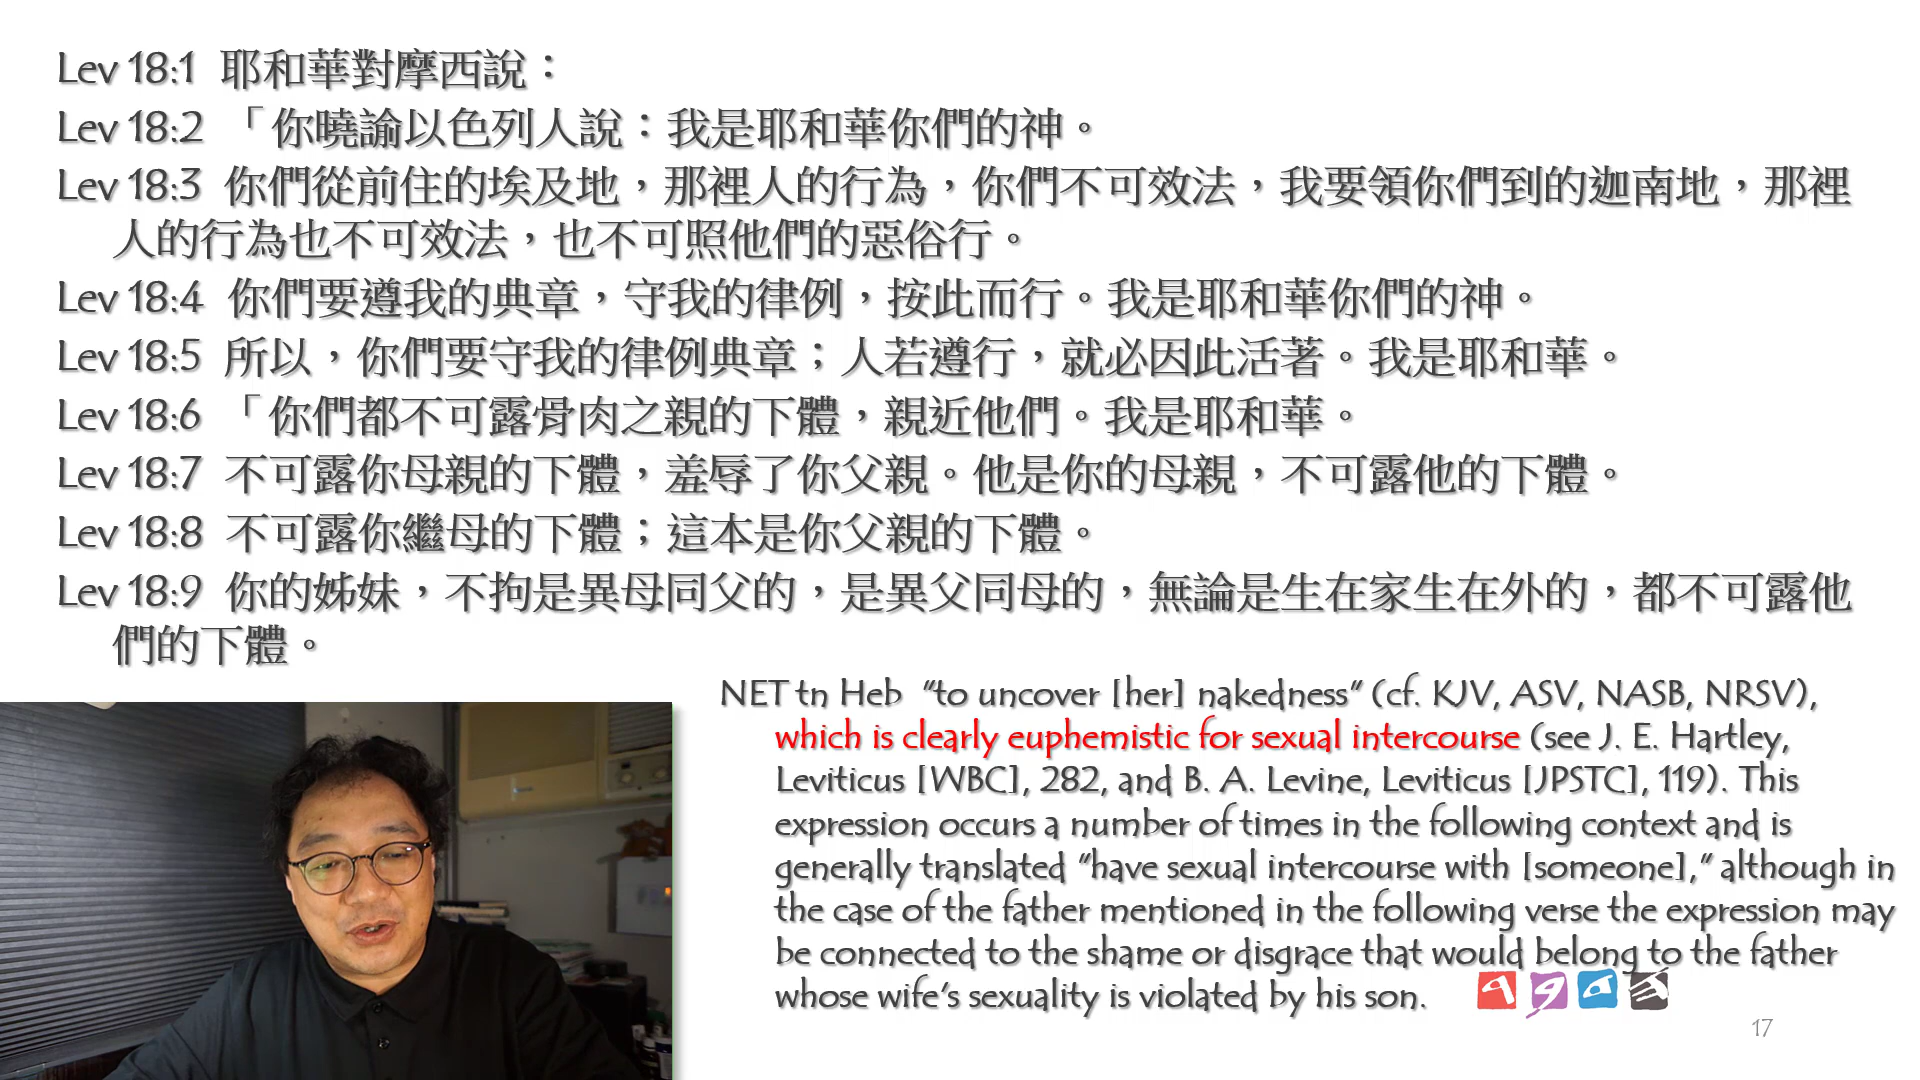 Lev 18:1 耶和華對摩西說：
Lev 18:2 「你曉諭以色列人說：我是耶和華你們的神。
Lev 18:3 你們從前住的埃及地，那裡人的行為，你們不可效法，我要領你們到的迦南地，那裡
人的行為也不可效法，也不可照他們的惡俗行。
Lev 18:4 你們要遵我的典章，守我的律例，按此而行。我是耶和華你們的神。
Lev 18:5 所以，你們要守我的律例典章；人若遵行，就必因此活著。我是耶和華。
Lev 18:6 「你們都不可露骨肉之親的下體，親近他們。我是耶和華。
Lev 18:7 不可露你母親的下體，羞辱了你父親。他是你的母親，不可露他的下體。
Lev 18:8 不可露你繼母的下體；這本是你父親的下體。
Lev 18:9 你的姊妹，不拘是異母同父的，是異父同母的，無論是生在家生在外的，都不可露他
們的下體。
NET tn Heb "to uncover [her] nakedness" (cf. KJV, ASV, NASB, NRSV),
which is clearly euphemistic for sexual intercourse (see J. E. Hartley,
Leviticus [WBC], 282, and B. A. Levine, Leviticus [JPSTC], 119). This
expression occurs a number of times in the following context and is
generally translated "have sexual intercourse with [someone]," although in
the case of the father mentioned in the following verse the expression may
be connected to the shame or disgrace that would belong to the father
whose wife's sexuality is violated by his son.
17